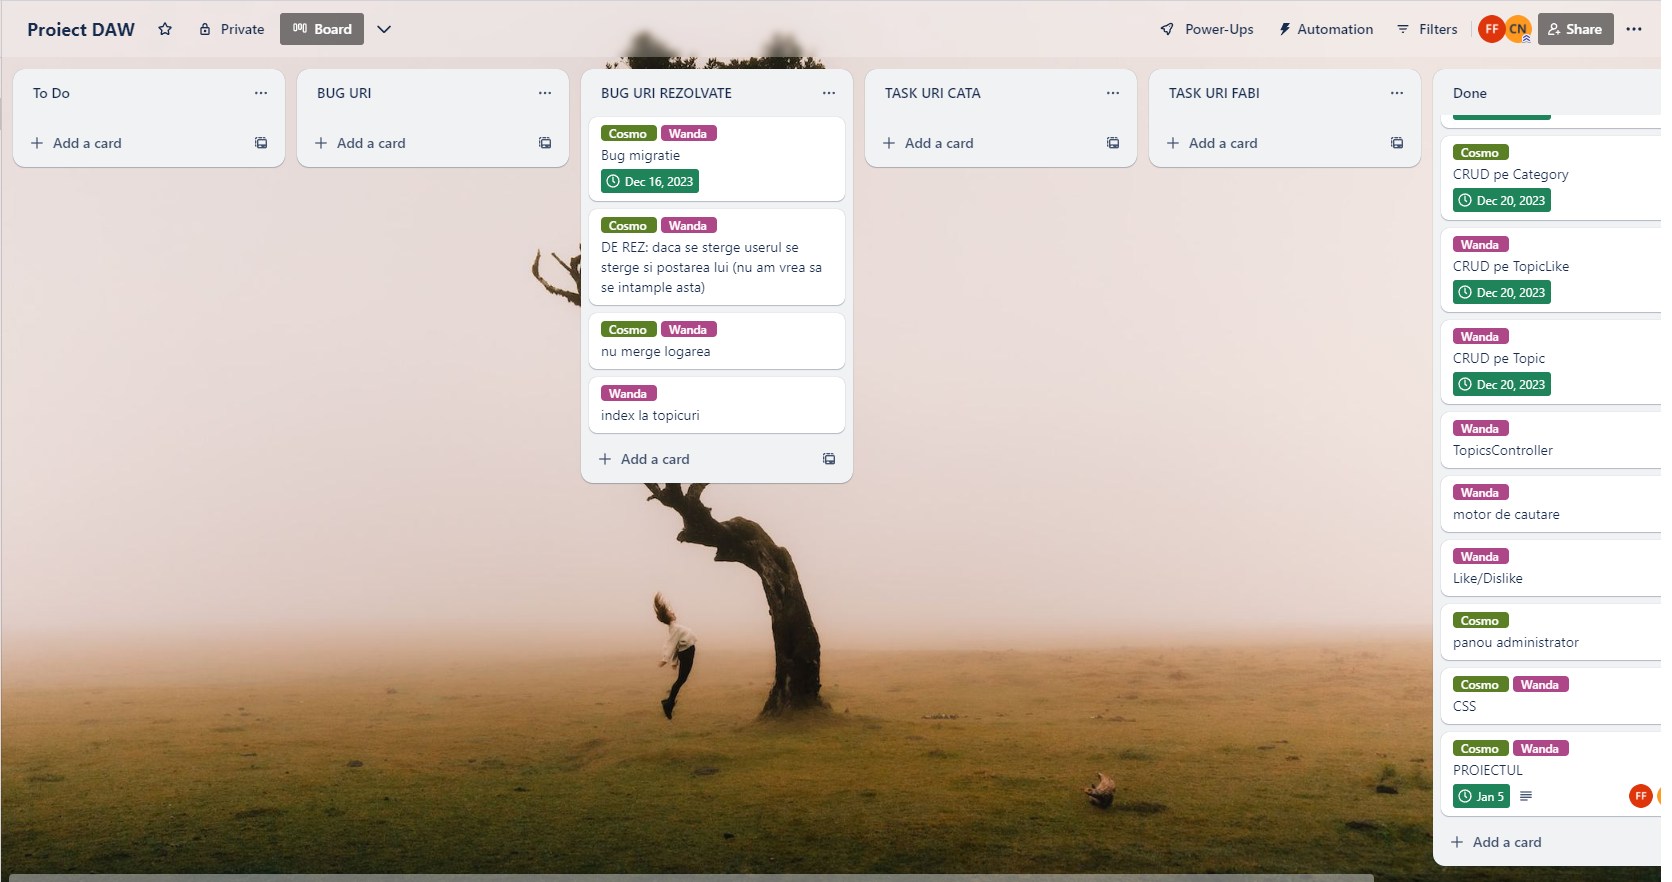 Proiect DAW
Private
Board
Power-Ups
Automation
Filters
FF
CN
Share
To Do
Add a card
BUG URI
Add a card
BUG URI REZOLVATE
Cosmo Wanda
Bug migratie
Dec 16, 2023
Cosmo Wanda
DE REZ: daca se sterge userul se
sterge si postarea lui (nu am vrea sa
se intample asta)
Cosmo Wanda
nu merge logarea
Wanda
index la topicuri
Add a card
TASK URI CATA
Add a card
TASK URI FABI
Add a card
Done
Cosmo
CRUD pe Category
Dec 20, 2023
Wanda
CRUD pe TopicLike
Dec 20, 2023
Wanda
CRUD pe Topic
Dec 20, 2023
Wanda
TopicsController
Wanda
motor de cautare
Wanda
Like/Dislike
Cosmo
panou administrator
Cosmo Wanda
CSS
Cosmo Wanda
PROIECTUL
Jan 5
FF
Add a card